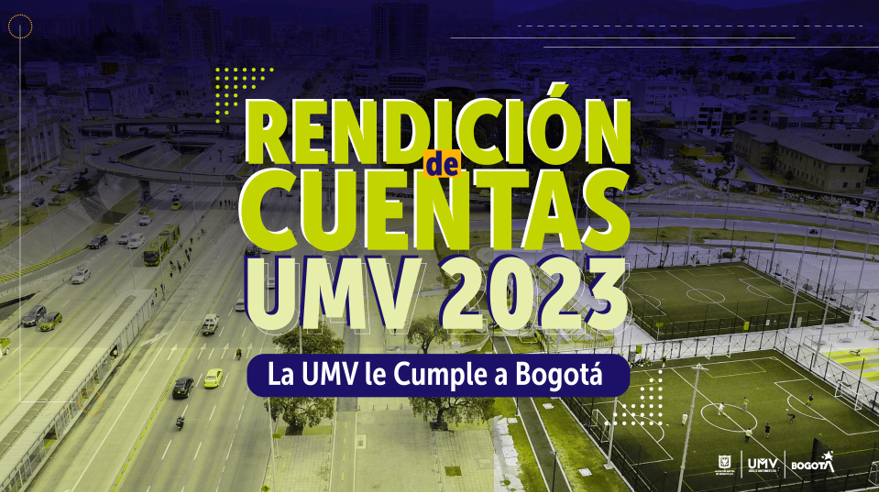 RENDICIÓN
de
CUENTAS
UMV 2023
La UMV le Cumple a Bogotá
UMV
BOGOTÁ